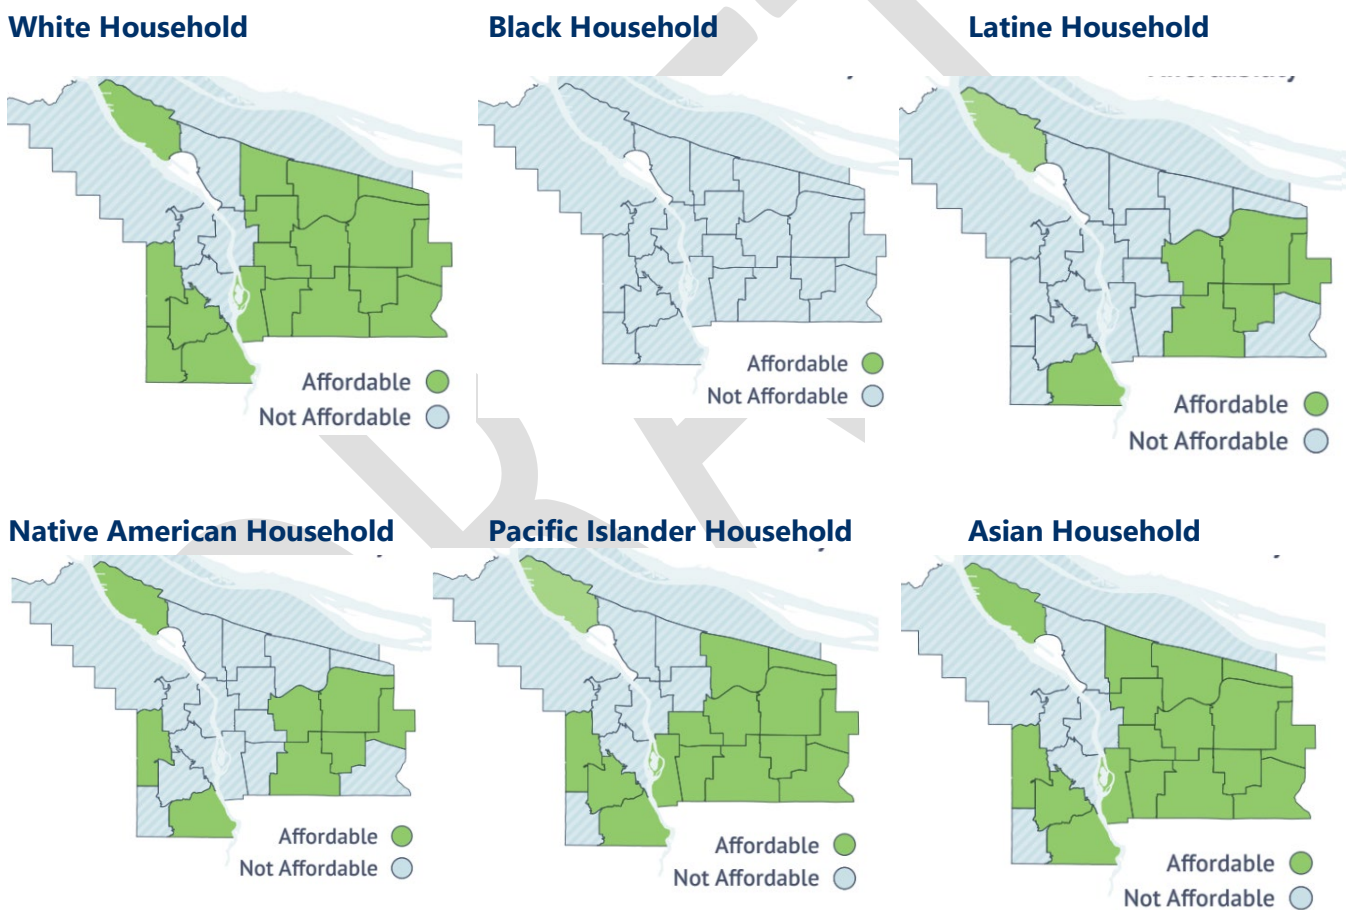 White Household
Black Household
Latine Household
Affordable
Not Affordable
Affordable
Not Affordable
Affordable
Not Affordable
Native American Household
Pacific Islander Household
Asian Household
Affordable
Not Affordable
Affordable
Not Affordable
Affordable
Not Affordable